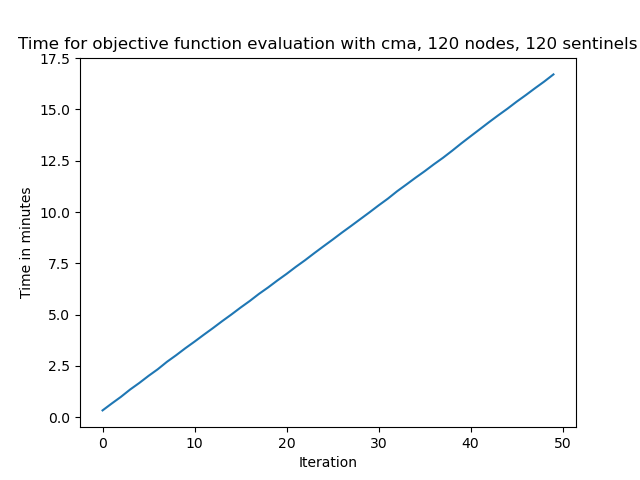 Time for objective function evaluation with cma, 120 nodes, 120 sentinels
17.5
15.0
12.5
10.0
7.5
5.0
2.5
0.0
Time in minutes
0 10 20 30 40 50
Iteration